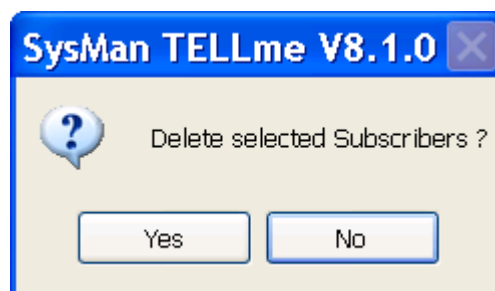 SysMan TELLme V8.1.0
Delete selected Subscribers ?
Yes No